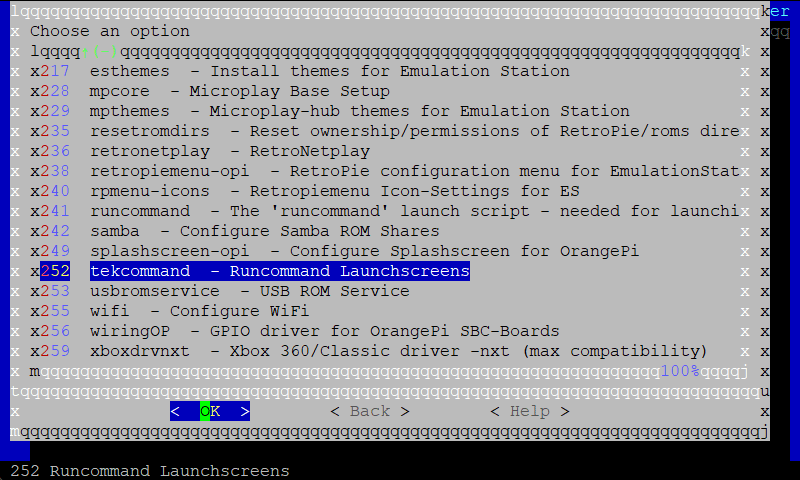 lqqqqqqqqqqqqqqqqqqqqqqqqqqqqqqqqqqqqqqqqqqqqqqqqqqqqqqqqqqqqqqqqqqqqqqqqqqker
x Choose an option x
x lqqqq↑(-)qqqqqqqqqqqqqqqqqqqqqqqqqqqqqqqqqqqqqqqqqqqqqqqqqqqqqqqqqqqqqqk x
x x217 esthemes - Install themes for Emulation Station x x
x x228 mpcore - Microplay Base Setup x x
x x229 mpthemes - Microplay-hub themes for Emulation Station x x
x x235 resetromdirs - Reset ownership/permissions of RetroPie/roms dire x x
x x236 retronetplay - RetroNetplay x x
x x238 retropiemenu-opi - RetroPie configuration menu for EmulationStat x x
x x240 rpmenu-icons - Retropiemenu Icon-Settings for ES x x
x x241 runcommand - The 'runcommand' launch script - needed for launchi x x
x x242 samba - Configure Samba ROM Shares x x
x x249 splashscreen-opi - Configure Splashscreen for OrangePi x x
x x252 tekcommand - Runcommand Launchscreens x x
x x253 usbromservice - USB ROM Service x x
x x255 wifi - Configure WiFi x x
x x256 wiringOP - GPIO driver for OrangePi SBC-Boards x x
x x259 xboxdrvnxt - Xbox 360/Classic driver -nxt (max compatibility) x x
x mqqqqqqqqqqqqqqqqqqqqqqqqqqqqqqqqqqqqqqqqqqqqqqqqqqqqqqqqqqqqqq100%qqqqj x
tqqqqqqqqqqqqqqqqqqqqqqqqqqqqqqqqqqqqqqqqqqqqqqqqqqqqqqqqqqqqqqqqqqqqqqqqqqu
x < OK > < Back > < Help > x
mqqqqqqqqqqqqqqqqqqqqqqqqqqqqqqqqqqqqqqqqqqqqqqqqqqqqqqqqqqqqqqqqqqqqqqqqqqj
252 Runcommand Launchscreens